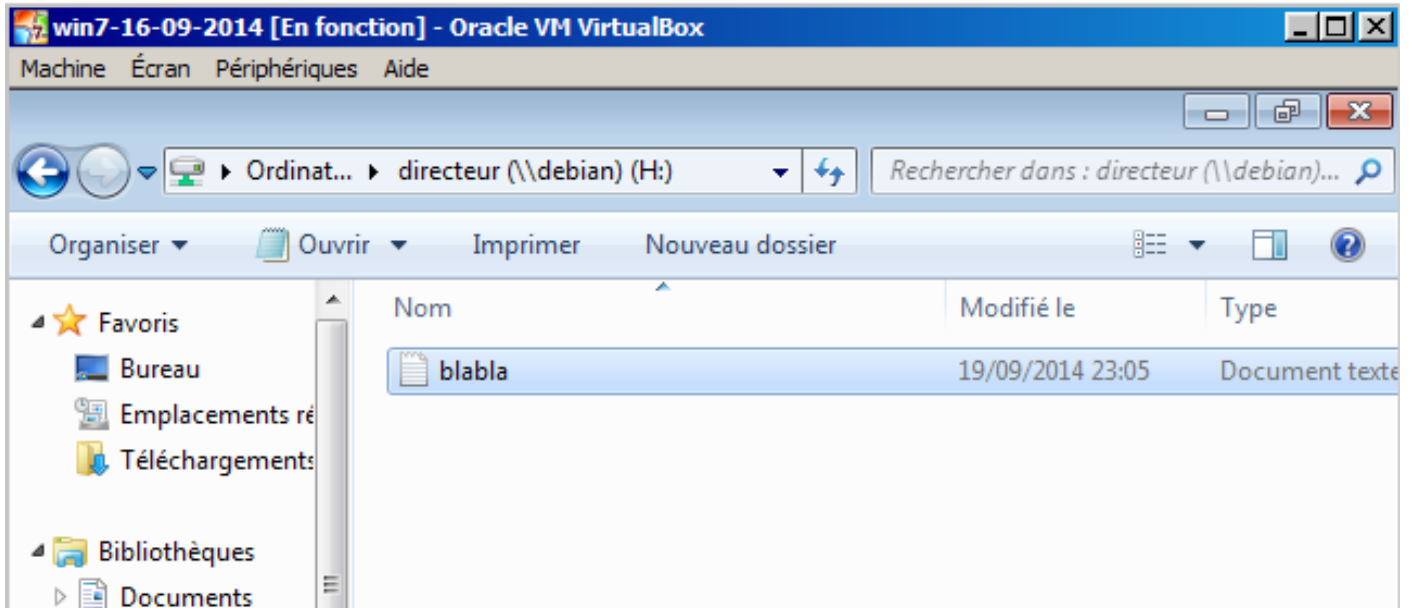 win7-16-09-2014 [En fonction] - Oracle VM VirtualBox
Machine Écran Périphériques Aide
Ordinat... directeur (\\debian) (H:) Rechercher dans : directeur (\\debian)...
Organiser Ouvrir Imprimer Nouveau dossier
Nom Modifié le Type
Favoris
blabla 19/09/2014 23:05 Document texte
Bureau
Emplacements ré
Téléchargements
Bibliothèques
Documents